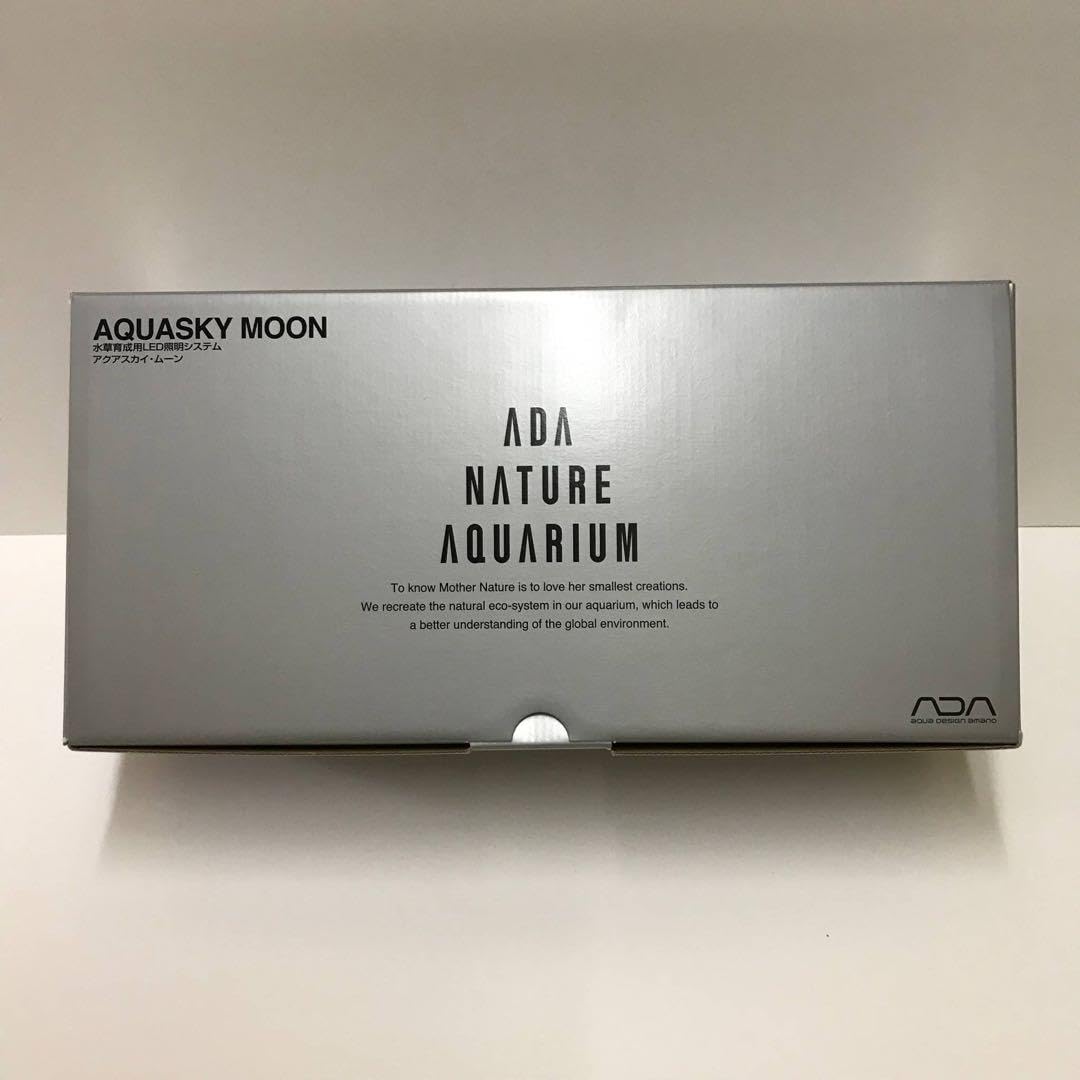 AQUASKY MOON
水草育成用LED照明システム
アクアスカイ・ムーン
ADA
NATURE
AQUARIUM
To know Mother Nature is to love her smallest creations.
We recreate the natural eco-system in our aquarium, which leads to
a better understanding of the global environment.
ADA
aqua design amano